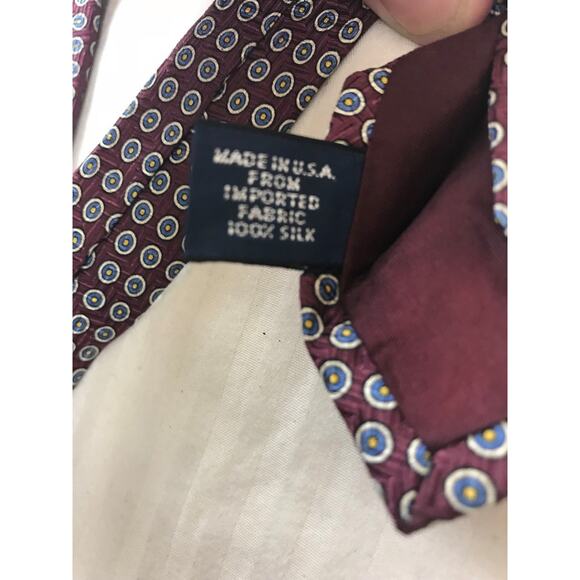 MADE IN U.S.A.
FROM
IMPORTED
FABRIC
100% SILK